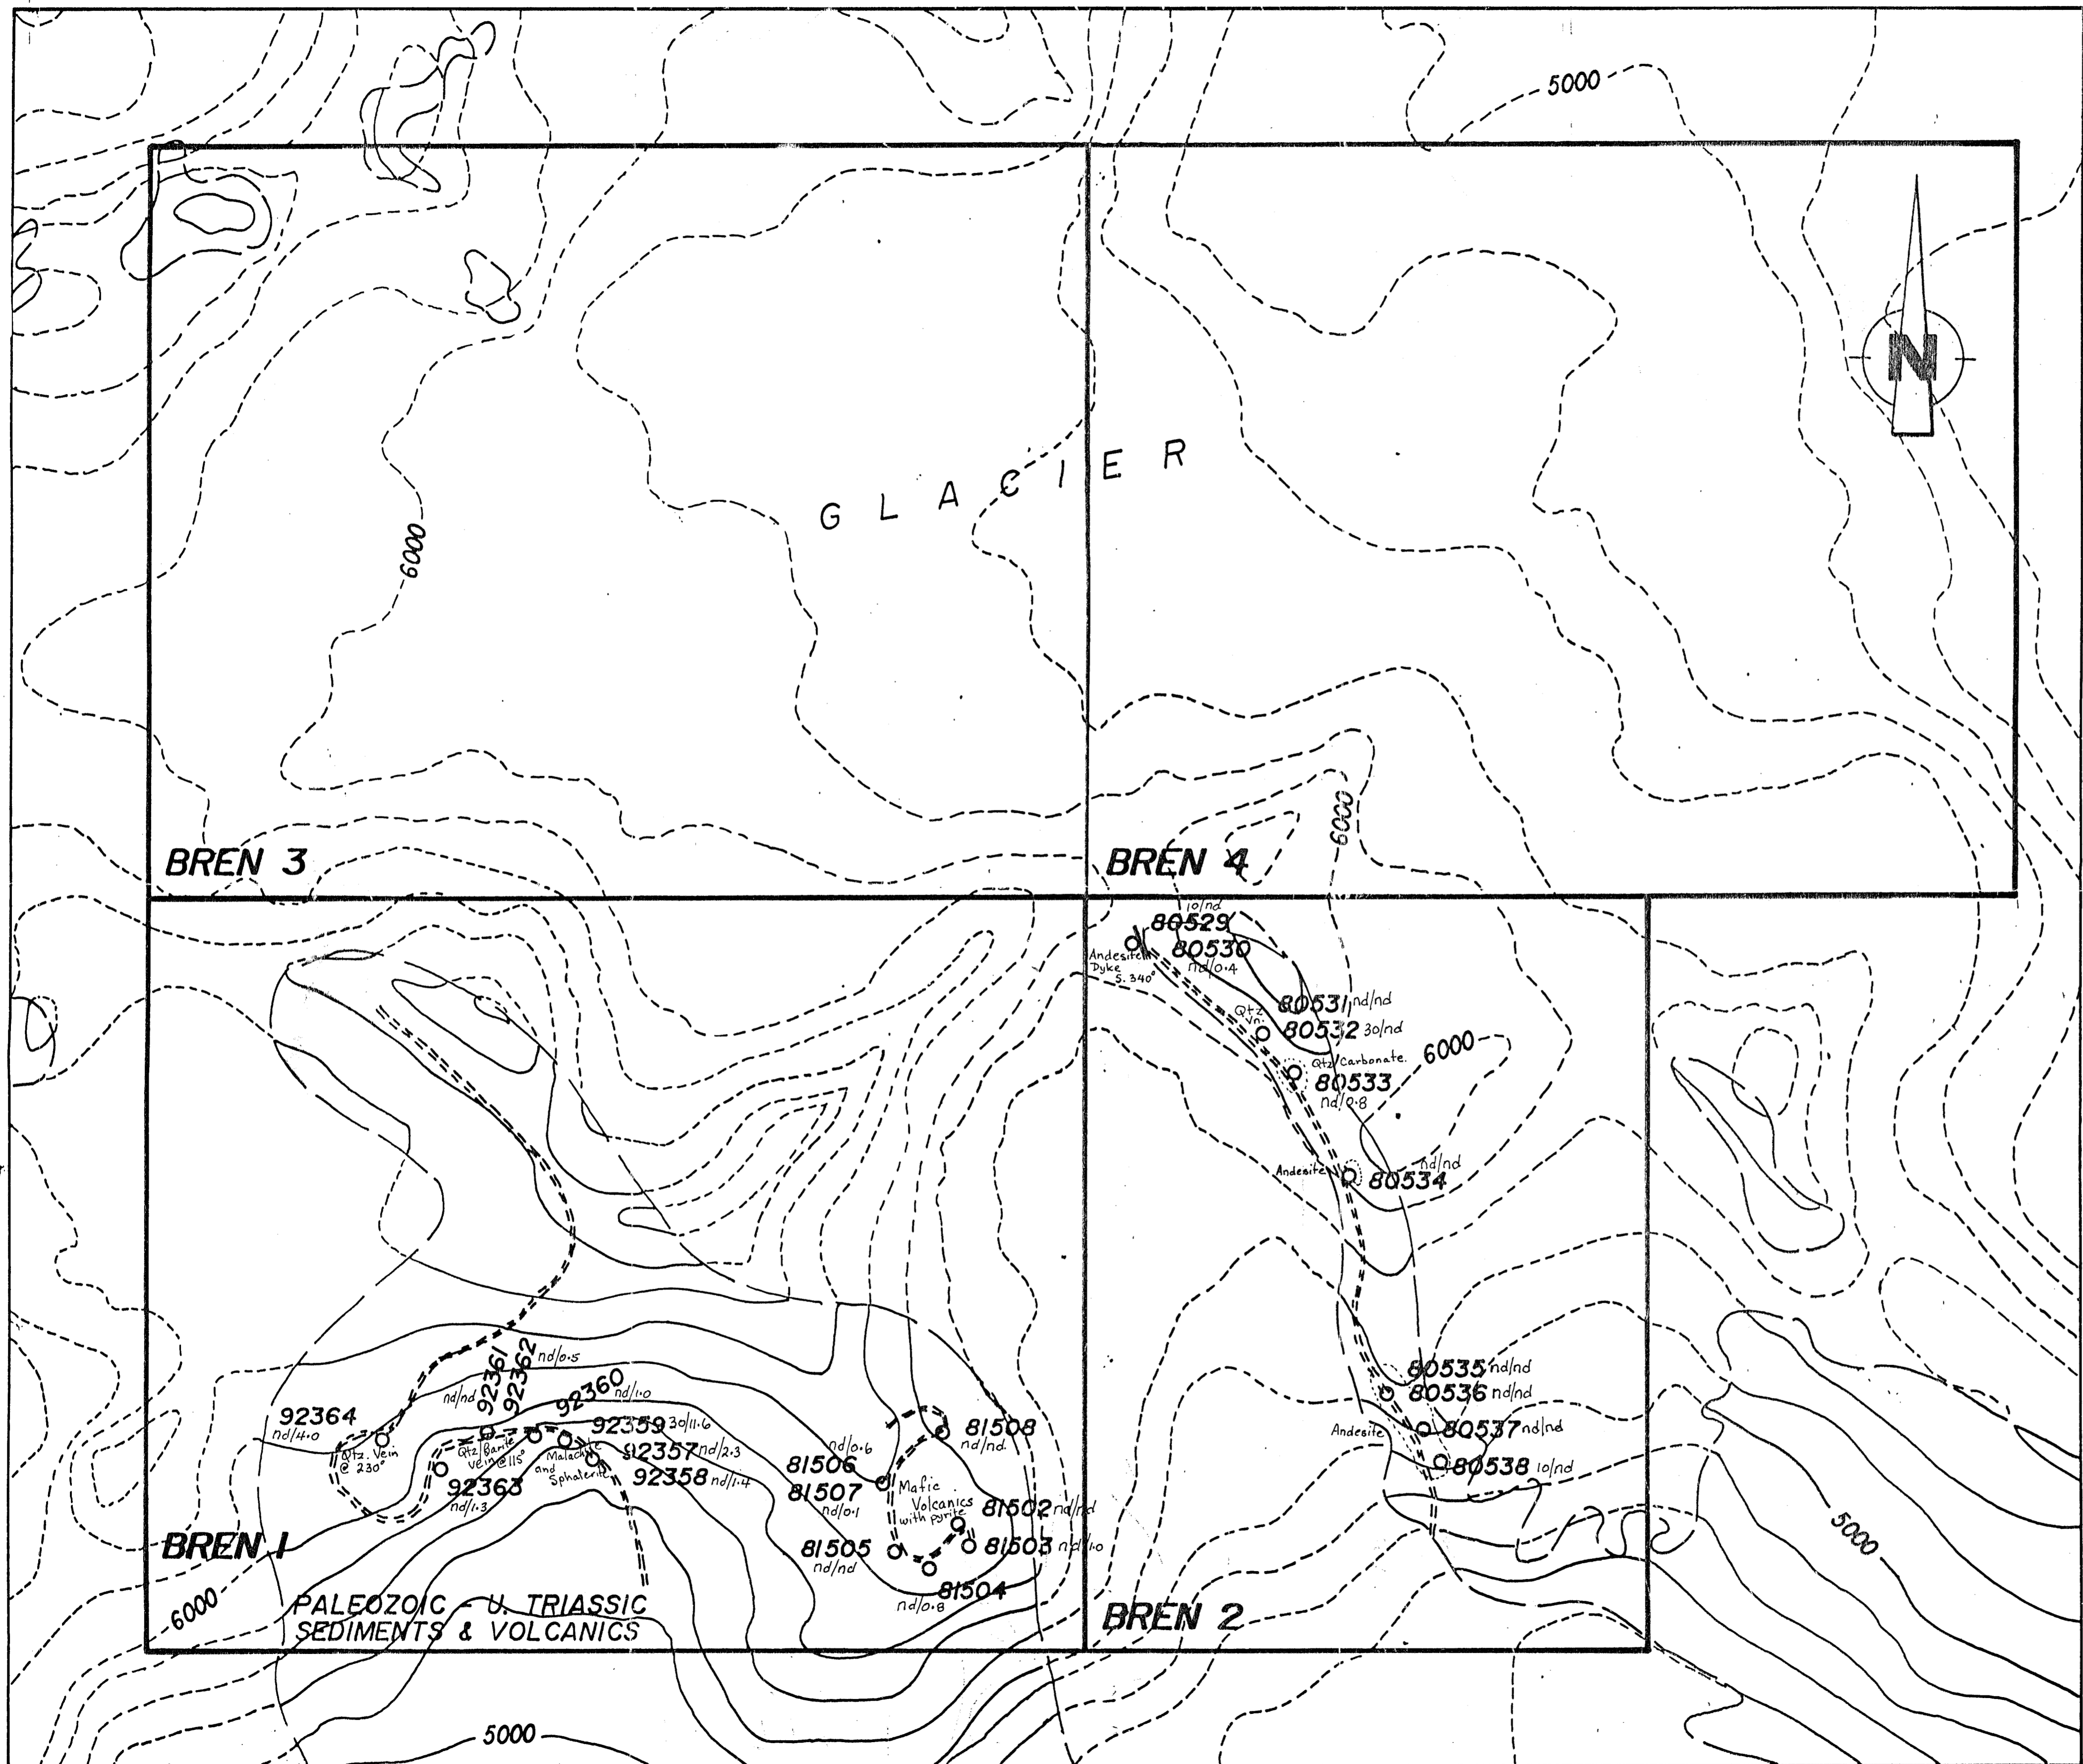 5000
N
GLACIER
6000
6000
BREN 3
BREN 4
10/nd
80529
80530
nd/0.4
Andesite
Dyke
S. 340°
80531 nd/nd
Qtz
Vn.
80532 30/nd
Qtz/Carbonate.
6000
80533
nd/0.8
nd/nd
Andesite
80534
80535 nd/nd
80536 nd/nd
80537 nd/nd
Andesite
80538 10/nd
92361
92362
nd/0.5
nd/nd
92360
nd/1.0
92364
nd/4.0
Qtz. Vein
@ 230°
92359 30/11.6
Qtz/Barite
vein @ 115°
Malachite
and
Sphalerite
92357 nd/2.3
92358 nd/1.4
92363
nd/1.3
81508
nd/nd
nd/0.6
81506
81507
nd/0.1
Mafic
Volcanics
with pyrite
81502 nd/nd
81503 nd/1.0
81505
nd/nd
81504
nd/0.8
BREN 1
6000
5000
PALEOZOIC - U. TRIASSIC
SEDIMENTS & VOLCANICS
BREN 2
5000